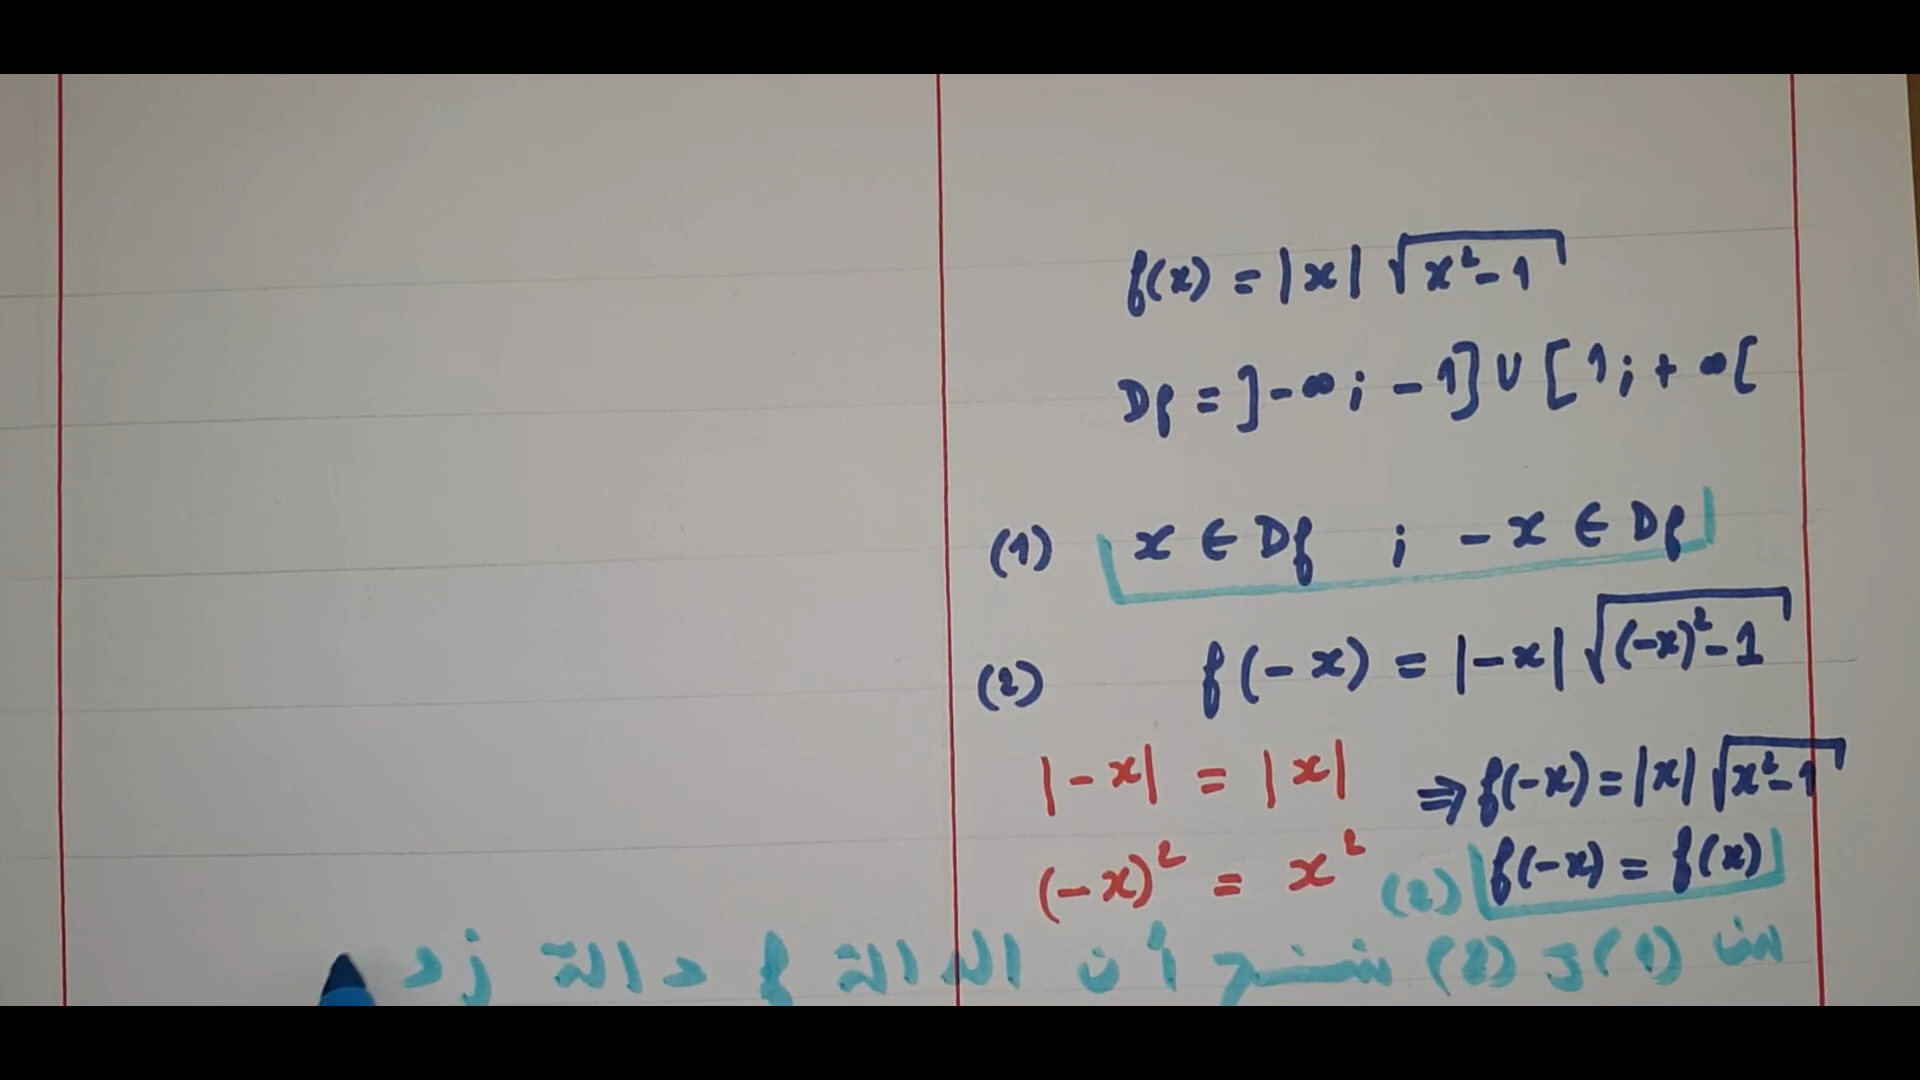 f(x) = |x| √(x²-1)
Df = ]-∞ ; -1] ∪ [1 ; +∞[
(1) x ∈ Df ; -x ∈ Df
(2) f(-x) = |-x| √((-x)²-1)
|-x| = |x| ⇒ f(-x) = |x| √(x²-1)
(-x)² = x² (2) f(-x) = f(x)
من (1) و (2) نستنتج أن الدالة f دالة زو